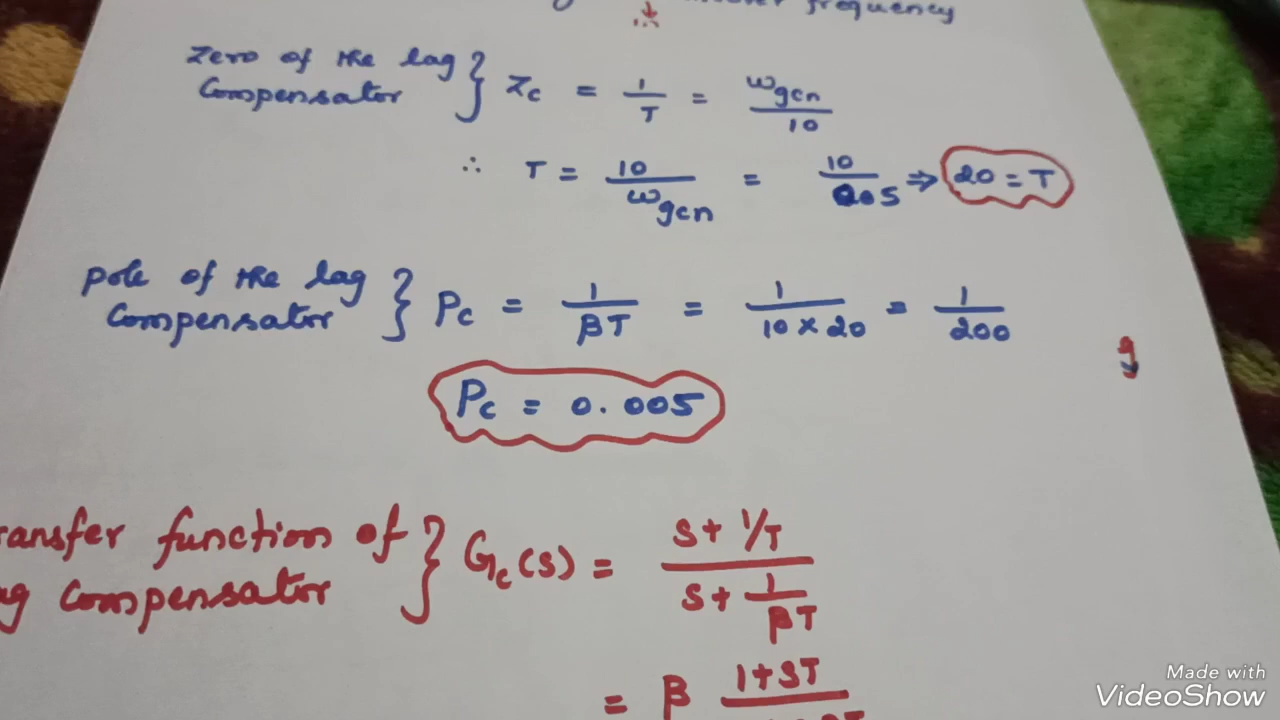 frequency
Zero of the lag compensator } Zc = 1/T = ωgcn/10
∴ T = 10/ωgcn = 10/0.5 ⇒ 20 = T
pole of the lag compensator } Pc = 1/βT = 1/10 × 20 = 1/200
Pc = 0.005
function of compensator } Gc(s) = s + 1/T / s + 1/βT
= β 1+ST
Made with
VideoShow